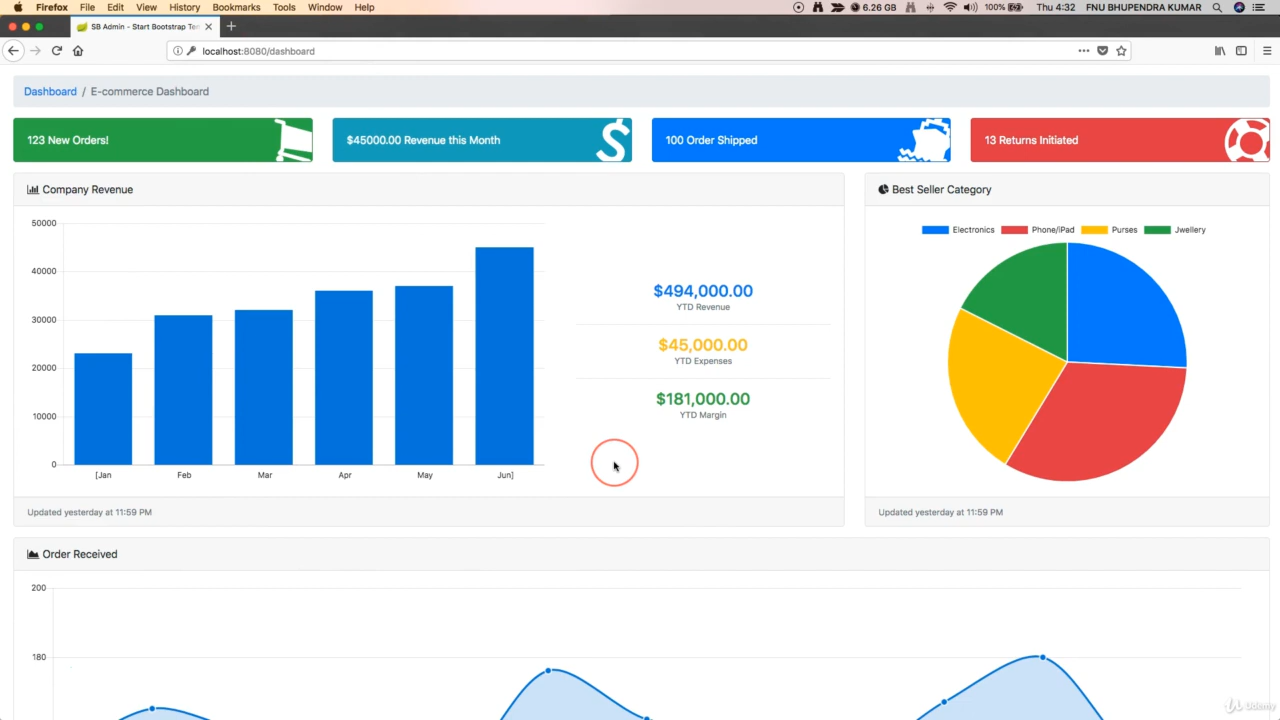 Firefox File Edit View History Bookmarks Tools Window Help 6.26 GB 100% Thu 4:32 FNU BHUPENDRA KUMAR
SB Admin - Start Bootstrap Te
localhost:8080/dashboard
Dashboard / E-commerce Dashboard
123 New Orders! $45000.00 Revenue this Month 100 Order Shipped 13 Returns Initiated
Company Revenue
50000
40000
30000
20000
10000
0
[Jan Feb Mar Apr May Jun]
$494,000.00
YTD Revenue
$45,000.00
YTD Expenses
$181,000.00
YTD Margin
Updated yesterday at 11:59 PM
Best Seller Category
Electronics Phone/iPad Purses Jwellery
Updated yesterday at 11:59 PM
Order Received
200
180
Udemy